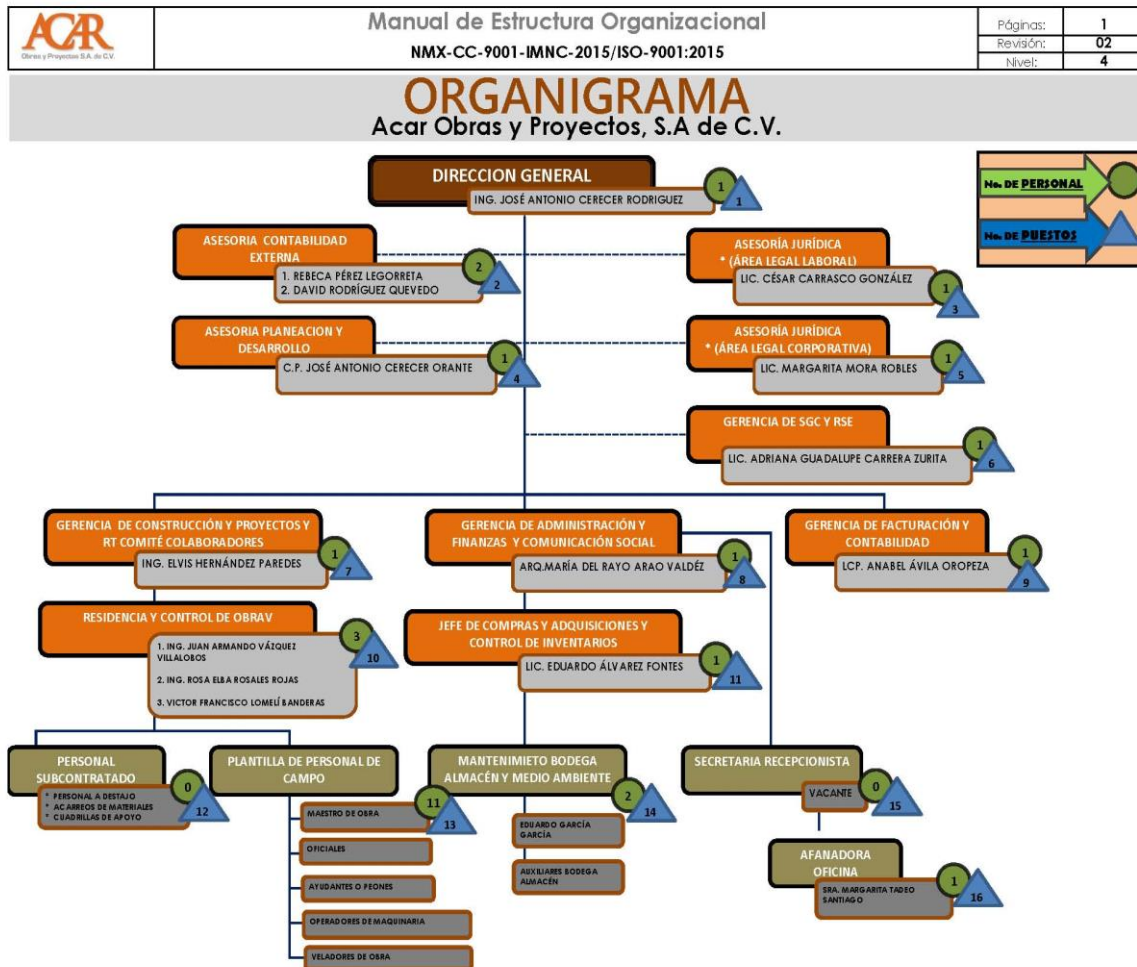 ACAR
Obras y Proyectos S.A. de C.V.
Manual de Estructura Organizacional
NMX-CC-9001-IMNC-2015/ISO-9001:2015
Páginas: 1
Revisión: 02
Nivel: 4
ORGANIGRAMA
Acar Obras y Proyectos, S.A de C.V.
No. DE PERSONAL
No. DE PUESTOS
DIRECCION GENERAL
ING. JOSÉ ANTONIO CERECER RODRIGUEZ
1
1
ASESORIA CONTABILIDAD
EXTERNA
1. REBECA PÉREZ LEGORRETA
2. DAVID RODRÍGUEZ QUEVEDO
2
2
ASESORÍA JURÍDICA
* (ÁREA LEGAL LABORAL)
LIC. CÉSAR CARRASCO GONZÁLEZ
1
3
ASESORIA PLANEACION Y
DESARROLLO
C.P. JOSÉ ANTONIO CERECER ORANTE
1
4
ASESORÍA JURÍDICA
* (ÁREA LEGAL CORPORATIVA)
LIC. MARGARITA MORA ROBLES
1
5
GERENCIA DE SGC Y RSE
LIC. ADRIANA GUADALUPE CARRERA ZURITA
1
6
GERENCIA DE CONSTRUCCIÓN Y PROYECTOS Y
RT COMITÉ COLABORADORES
ING. ELVIS HERNÁNDEZ PAREDES
1
7
GERENCIA DE ADMINISTRACIÓN Y
FINANZAS Y COMUNICACIÓN SOCIAL
ARQ.MARÍA DEL RAYO ARAO VALDÉZ
1
8
GERENCIA DE FACTURACIÓN Y
CONTABILIDAD
LCP. ANABEL ÁVILA OROPEZA
1
9
RESIDENCIA Y CONTROL DE OBRAV
1. ING. JUAN ARMANDO VÁZQUEZ
VILLALOBOS
2. ING. ROSA ELBA ROSALES ROJAS
3. VICTOR FRANCISCO LOMELÍ BANDERAS
3
10
JEFE DE COMPRAS Y ADQUISICIONES Y
CONTROL DE INVENTARIOS
LIC. EDUARDO ÁLVAREZ FONTES
1
11
PERSONAL
SUBCONTRATADO
* PERSONAL A DESTAJO
* ACARREOS DE MATERIALES
* CUADRILLAS DE APOYO
0
12
PLANTILLA DE PERSONAL DE
CAMPO
MAESTRO DE OBRA
11
13
OFICIALES
AYUDANTES O PEONES
OPERADORES DE MAQUINARIA
VELADORES DE OBRA
MANTENIMIETO BODEGA
ALMACÉN Y MEDIO AMBIENTE
2
14
EDUARDO GARCÍA
GARCÍA
AUXILIARES BODEGA
ALMACÉN
SECRETARIA RECEPCIONISTA
VACANTE
0
15
AFANADORA
OFICINA
SRA. MARGARITA TADEO
SANTIAGO
1
16